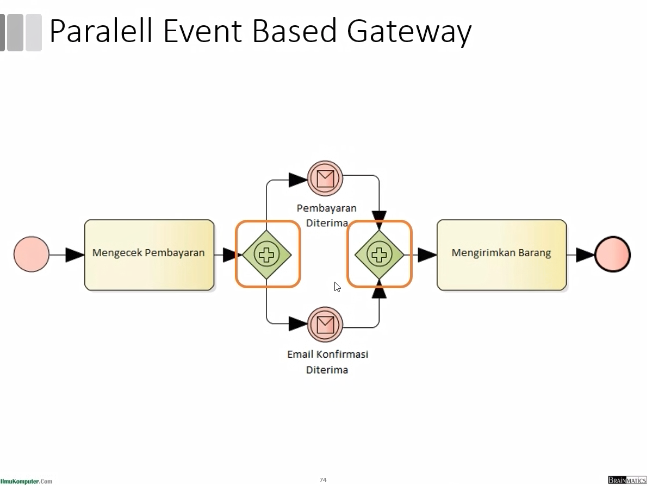 Paralell Event Based Gateway
Pembayaran
Diterima
Mengecek Pembayaran
Mengirimkan Barang
Email Konfirmasi
Diterima
IlmuKomputer.Com
74
BRAINMATICS